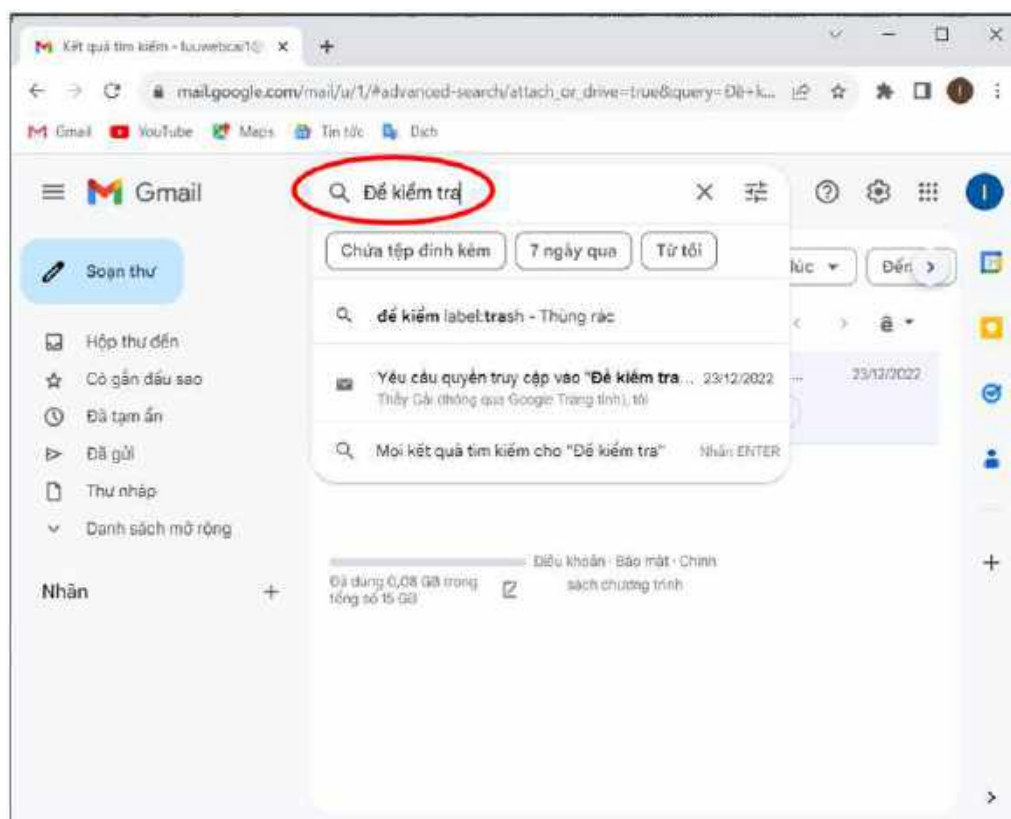 Kết quả tìm kiếm -
mail.google.com/mail/u/1/#advanced-search/attach_or_drive=true&query=Đề+k...
Gmail YouTube Maps Tin tức Dịch
Gmail
Đề kiểm tra
Chứa tệp đính kèm 7 ngày qua Từ tôi
lúc Đến
Soạn thư
đề kiểm label:trash - Thùng rác
Hộp thư đến
Yêu cầu quyền truy cập vào "Đề kiểm tra... 23/12/2022
... 23/12/2022
Có gắn dấu sao
Thầy Gái (thông qua Google Trang tính), tôi
Đã tạm ẩn
Mọi kết quả tìm kiếm cho "Đề kiểm tra" Nhấn ENTER
Đã gửi
Thư nháp
Danh sách mở rộng
Điều khoản · Bảo mật · Chính
sách chương trình
Đã dùng 0,08 GB trong
tổng số 15 GB
Nhãn